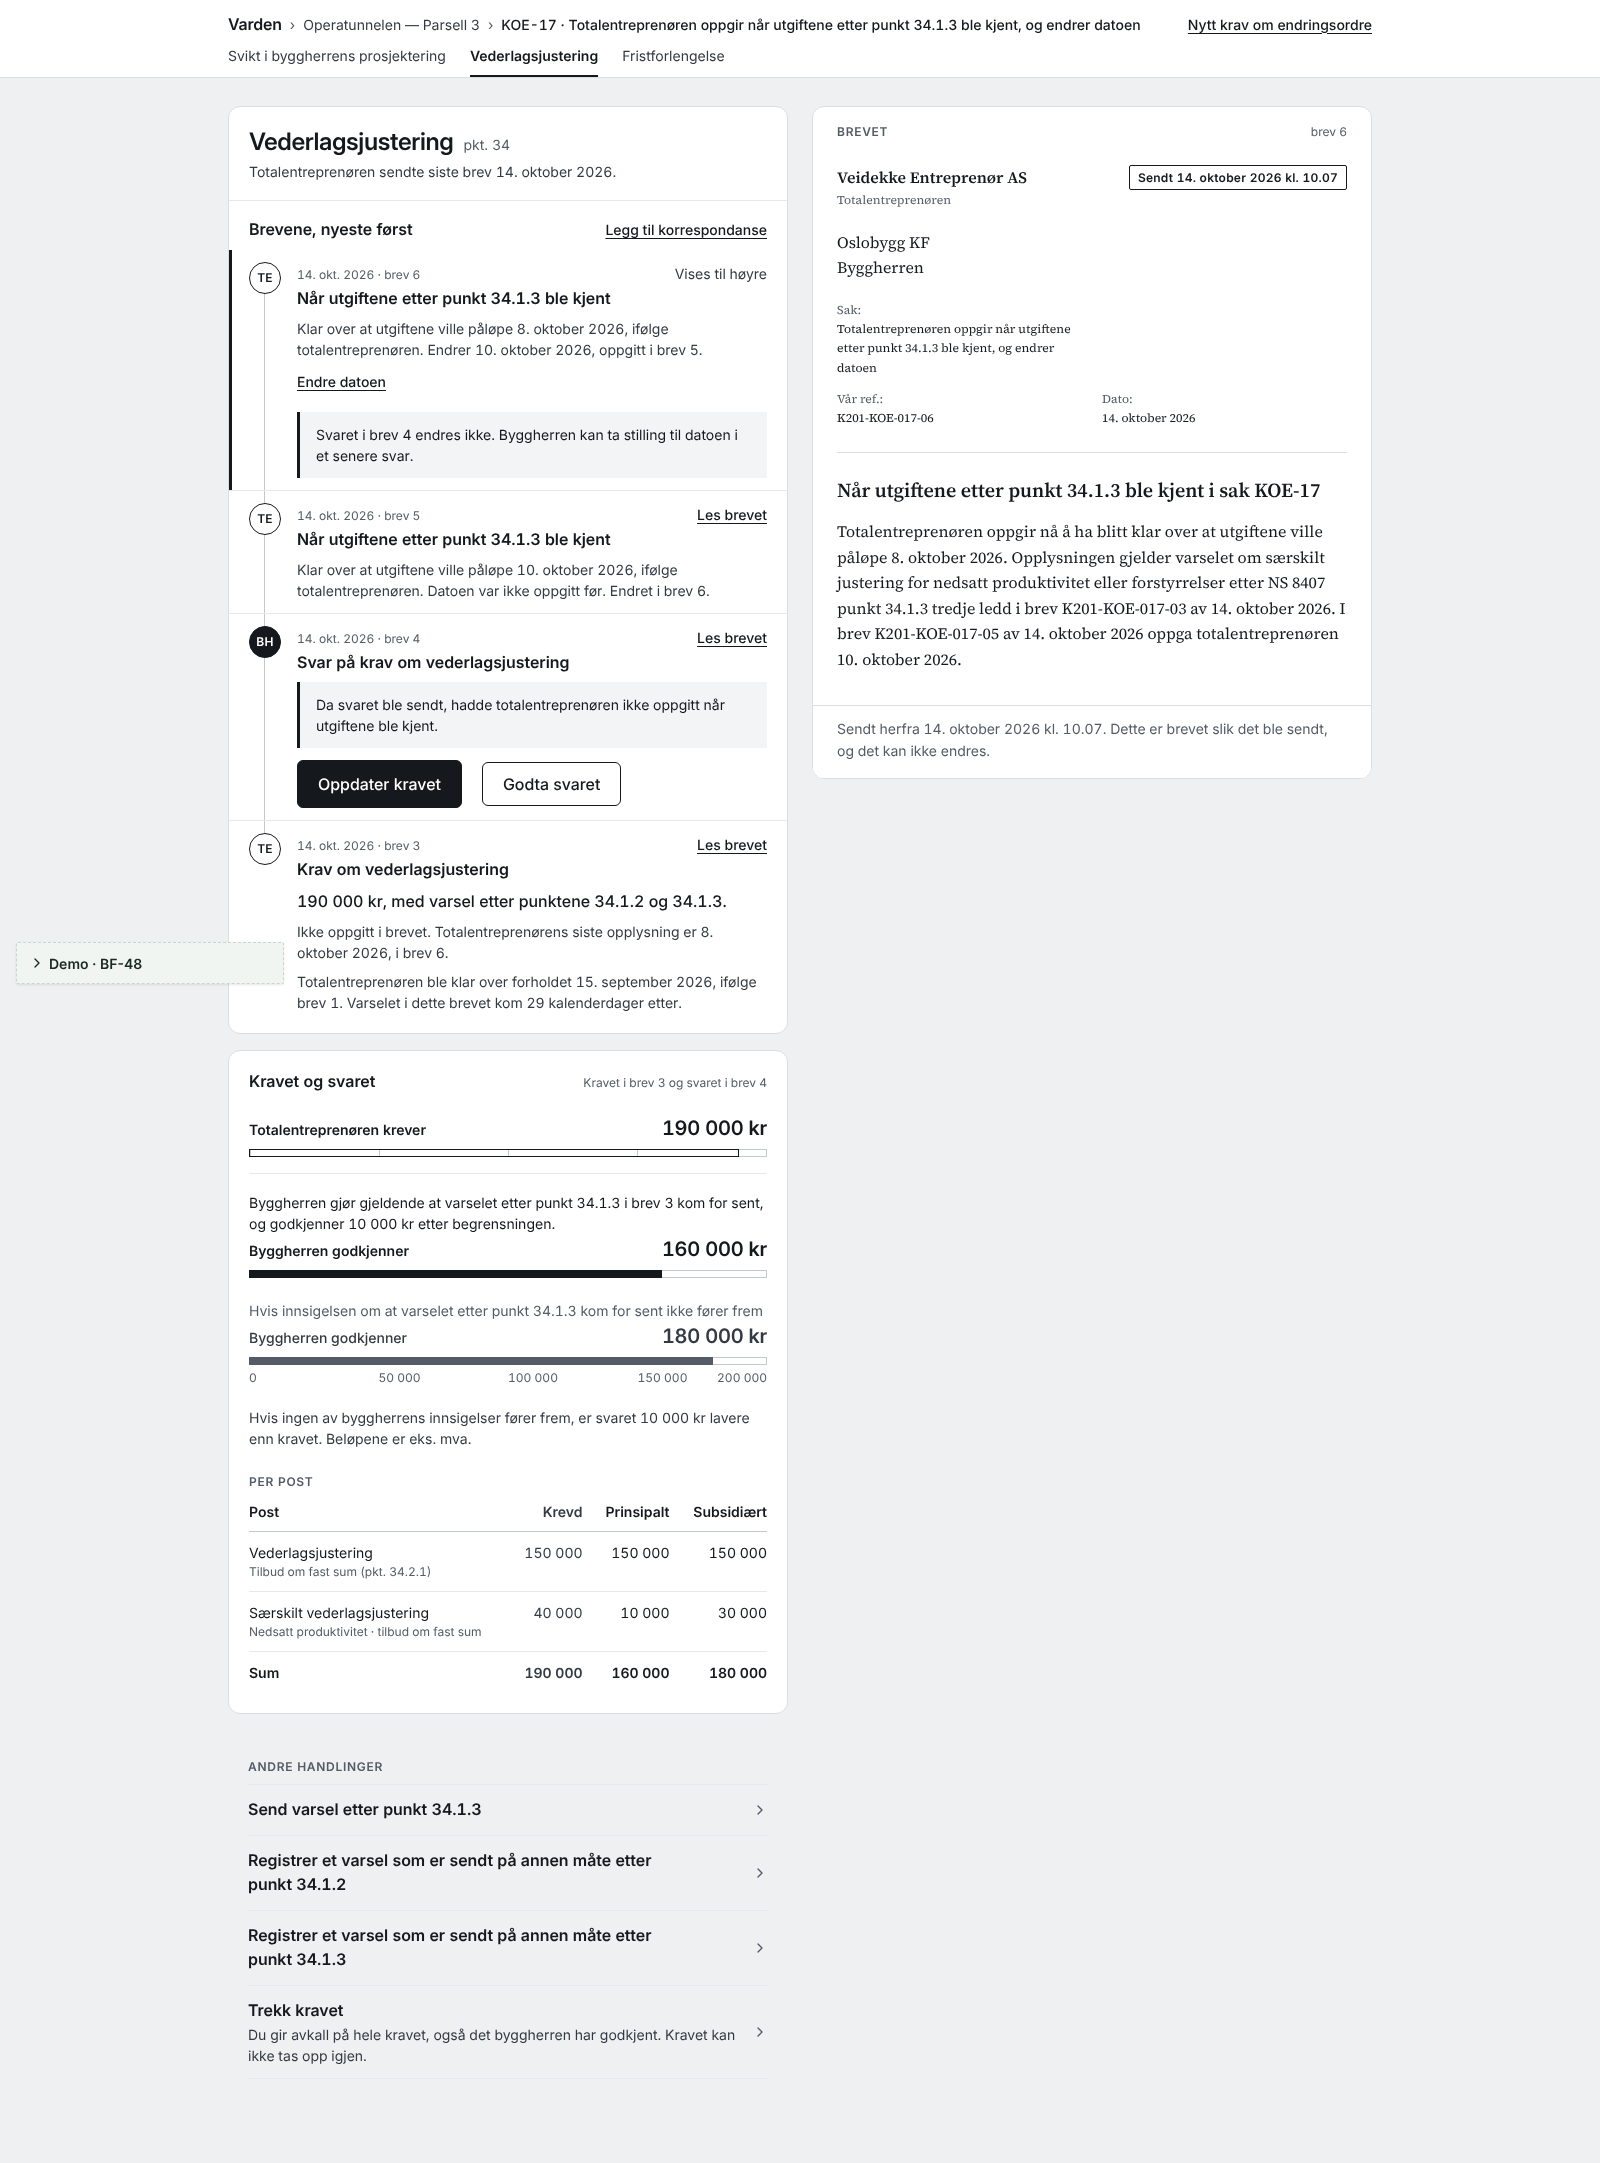 Varden › Operatunnelen — Parsell 3 › KOE-17 · Totalentreprenøren oppgir når utgiftene etter punkt 34.1.3 ble kjent, og endrer datoen
Nytt krav om endringsordre
Svikt i byggherrens prosjektering
Vederlagsjustering
Fristforlengelse
Vederlagsjustering pkt. 34
Totalentreprenøren sendte siste brev 14. oktober 2026.
Brevene, nyeste først
Legg til korrespondanse
TE
14. okt. 2026 · brev 6
Vises til høyre
Når utgiftene etter punkt 34.1.3 ble kjent
Klar over at utgiftene ville påløpe 8. oktober 2026, ifølge
totalentreprenøren. Endrer 10. oktober 2026, oppgitt i brev 5.
Endre datoen
Svaret i brev 4 endres ikke. Byggherren kan ta stilling til datoen i
et senere svar.
TE
14. okt. 2026 · brev 5
Les brevet
Når utgiftene etter punkt 34.1.3 ble kjent
Klar over at utgiftene ville påløpe 10. oktober 2026, ifølge
totalentreprenøren. Datoen var ikke oppgitt før. Endret i brev 6.
BH
14. okt. 2026 · brev 4
Les brevet
Svar på krav om vederlagsjustering
Da svaret ble sendt, hadde totalentreprenøren ikke oppgitt når
utgiftene ble kjent.
Oppdater kravet
Godta svaret
TE
14. okt. 2026 · brev 3
Les brevet
Krav om vederlagsjustering
190 000 kr, med varsel etter punktene 34.1.2 og 34.1.3.
Ikke oppgitt i brevet. Totalentreprenørens siste opplysning er 8.
oktober 2026, i brev 6.
Totalentreprenøren ble klar over forholdet 15. september 2026, ifølge
brev 1. Varselet i dette brevet kom 29 kalenderdager etter.
Demo · BF-48
Kravet og svaret
Kravet i brev 3 og svaret i brev 4
Totalentreprenøren krever
190 000 kr
Byggherren gjør gjeldende at varselet etter punkt 34.1.3 i brev 3 kom for sent,
og godkjenner 10 000 kr etter begrensningen.
Byggherren godkjenner
160 000 kr
Hvis innsigelsen om at varselet etter punkt 34.1.3 kom for sent ikke fører frem
Byggherren godkjenner
180 000 kr
0 50 000 100 000 150 000 200 000
Hvis ingen av byggherrens innsigelser fører frem, er svaret 10 000 kr lavere
enn kravet. Beløpene er eks. mva.
PER POST
Post Krevd Prinsipalt Subsidiært
Vederlagsjustering 150 000 150 000 150 000
Tilbud om fast sum (pkt. 34.2.1)
Særskilt vederlagsjustering 40 000 10 000 30 000
Nedsatt produktivitet · tilbud om fast sum
Sum 190 000 160 000 180 000
ANDRE HANDLINGER
Send varsel etter punkt 34.1.3
Registrer et varsel som er sendt på annen måte etter
punkt 34.1.2
Registrer et varsel som er sendt på annen måte etter
punkt 34.1.3
Trekk kravet
Du gir avkall på hele kravet, også det byggherren har godkjent. Kravet kan
ikke tas opp igjen.
BREVET
brev 6
Veidekke Entreprenør AS
Sendt 14. oktober 2026 kl. 10.07
Totalentreprenøren
Oslobygg KF
Byggherren
Sak:
Totalentreprenøren oppgir når utgiftene
etter punkt 34.1.3 ble kjent, og endrer
datoen
Vår ref.: Dato:
K201-KOE-017-06 14. oktober 2026
Når utgiftene etter punkt 34.1.3 ble kjent i sak KOE-17
Totalentreprenøren oppgir nå å ha blitt klar over at utgiftene ville
påløpe 8. oktober 2026. Opplysningen gjelder varselet om særskilt
justering for nedsatt produktivitet eller forstyrrelser etter NS 8407
punkt 34.1.3 tredje ledd i brev K201-KOE-017-03 av 14. oktober 2026. I
brev K201-KOE-017-05 av 14. oktober 2026 oppga totalentreprenøren
10. oktober 2026.
Sendt herfra 14. oktober 2026 kl. 10.07. Dette er brevet slik det ble sendt,
og det kan ikke endres.